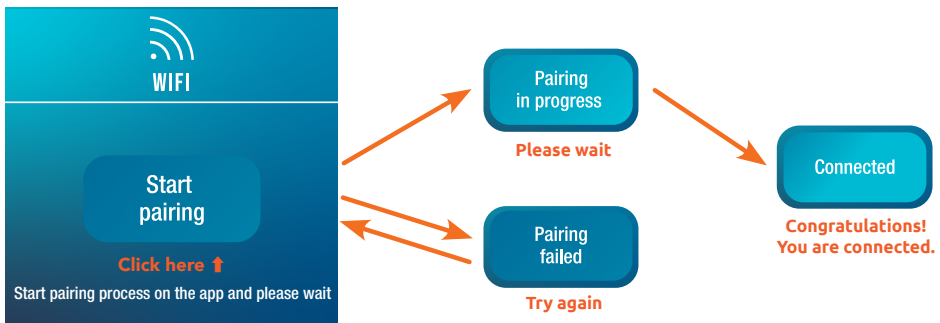 WIFI
Start
pairing
Click here
Start pairing process on the app and please wait
Pairing
in progress
Please wait
Pairing
failed
Try again
Connected
Congratulations!
You are connected.